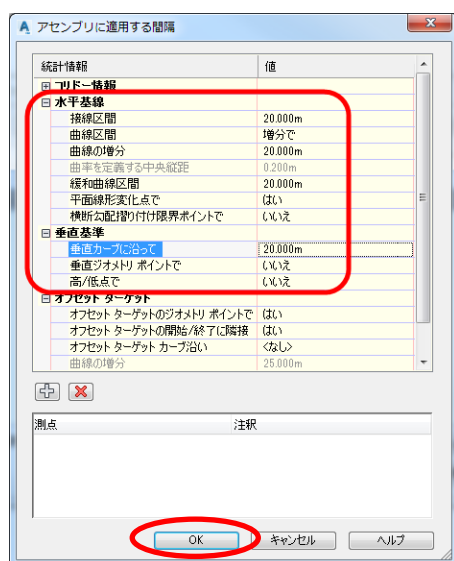 アセンブリに適用する間隔
統計情報 値
コリドー情報
水平基線
接線区間 20.000m
曲線区間 増分で
曲線の増分 20.000m
曲率を定義する中央縦距 0.200m
緩和曲線区間 20.000m
平面線形変化点で はい
横断勾配摺り付け限界ポイントで いいえ
垂直基準
垂直カーブに沿って 20.000m
垂直ジオメトリ ポイントで いいえ
高/低点で いいえ
オフセット ターゲット
オフセット ターゲットのジオメトリ ポイントで はい
オフセット ターゲットの開始/終了に隣接 はい
オフセット ターゲット カーブ沿い <なし>
曲線の増分 25.000m
測点 注釈
OK キャンセル ヘルプ